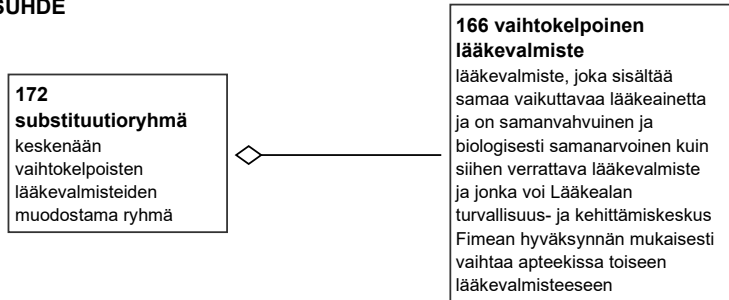 SUHDE
166 vaihtokelpoinen
lääkevalmiste
lääkevalmiste, joka sisältää
samaa vaikuttavaa lääkeainetta
ja on samanvahvuinen ja
biologisesti samanarvoinen kuin
siihen verrattava lääkevalmiste
ja jonka voi Lääkealan
turvallisuus- ja kehittämiskeskus
Fimean hyväksynnän mukaisesti
vaihtaa apteekissa toiseen
lääkevalmisteeseen
172
substituutioryhmä
keskenään
vaihtokelpoisten
lääkevalmisteiden
muodostama ryhmä